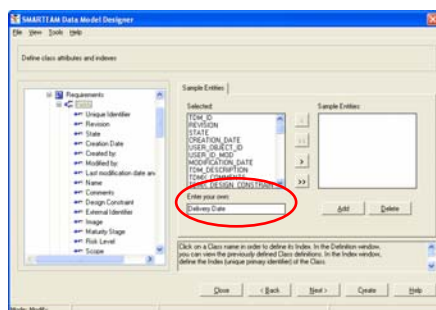 SMARTEAM Data Model Designer
File View Tools Help
Define class attributes and indexes
Requirements
Unique Identifier
Revision
State
Creation Date
Created by
Modified by
Last modification date an
Name
Comments
Design Constraint
External Identifier
Image
Maturity Stage
Risk Level
Scope
Sample Entities
Selected:
TDM_ID
REVISION
STATE
CREATION_DATE
USER_OBJECT_ID
USER_ID_MOD
MODIFICATION_DATE
TDM_DESCRIPTION
TDMX_COMMENTS
TDMX_DESIGN_CONSTRAIN
Enter your own:
Delivery Date
>
>>
Sample Entities:
Add Delete
Click on a Class name in order to define its Index. In the Definition window,
you can view the previously defined Class definitions. In the Index window,
define the Index (unique primary identifier) of the Class.
Close < Back Next > Create Help
Mode: Modify